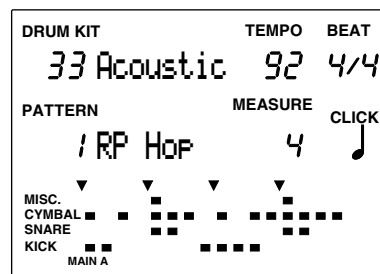 DRUM KIT TEMPO BEAT
33 Acoustic 92 4/4
PATTERN MEASURE CLICK
1 RP Hop 4
MISC.
CYMBAL
SNARE
KICK
MAIN A